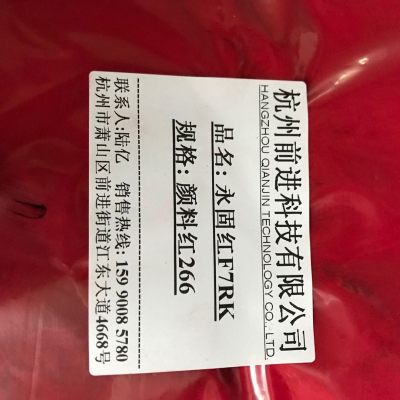 杭州前进科技有限公司
HANGZHOU QIANJIN TECHNOLOGY CO., LTD.
品名: 永固红F7RK
规格: 颜料红266
联系人:陆亿 销售热线: 159 9008 5780
杭州市萧山区前进街道江东大道4668号